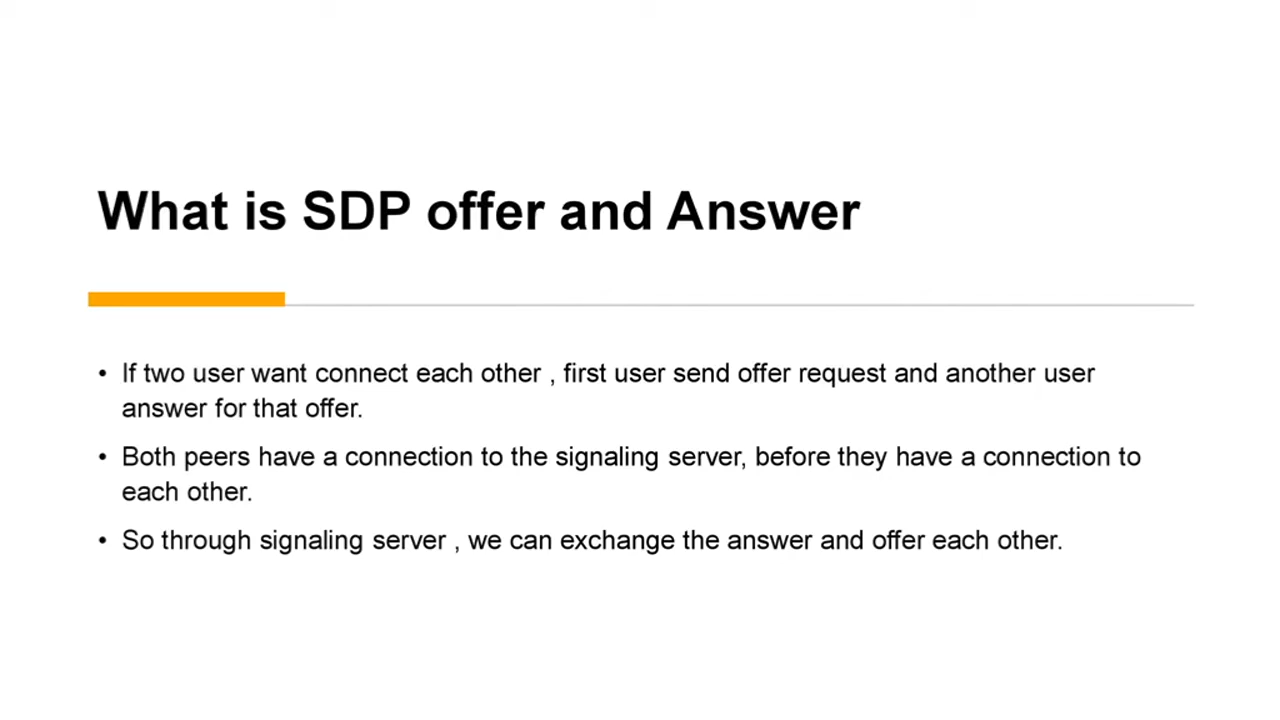 What is SDP offer and Answer
• If two user want connect each other , first user send offer request and another user
answer for that offer.
• Both peers have a connection to the signaling server, before they have a connection to
each other.
• So through signaling server , we can exchange the answer and offer each other.